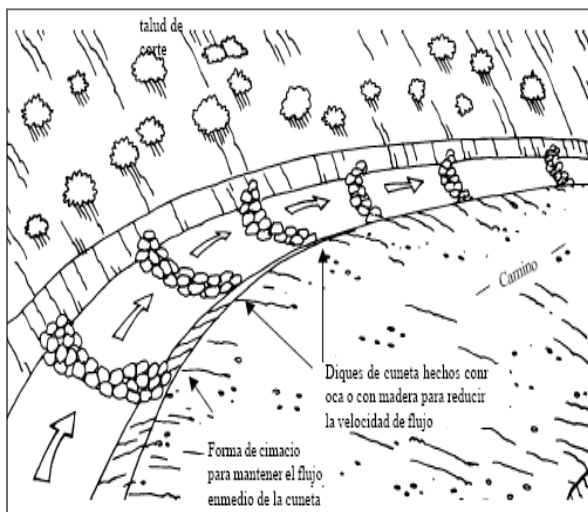 talud de
corte
Camino
Diques de cuneta hechos conr
oca o con madera para reducir
la velocidad de flujo
Forma de cimacio
para mantener el flujo
enmedio de la cuneta